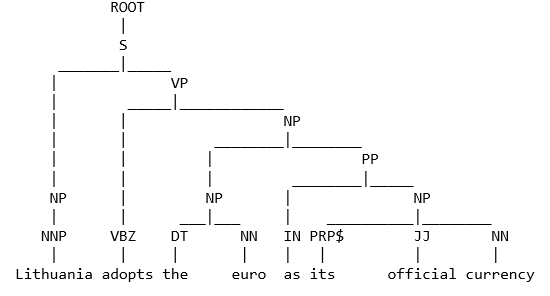 ROOT
S
VP
NP
PP
NP NP NP
NNP VBZ DT NN IN PRP$ JJ NN
Lithuania adopts the euro as its official currency